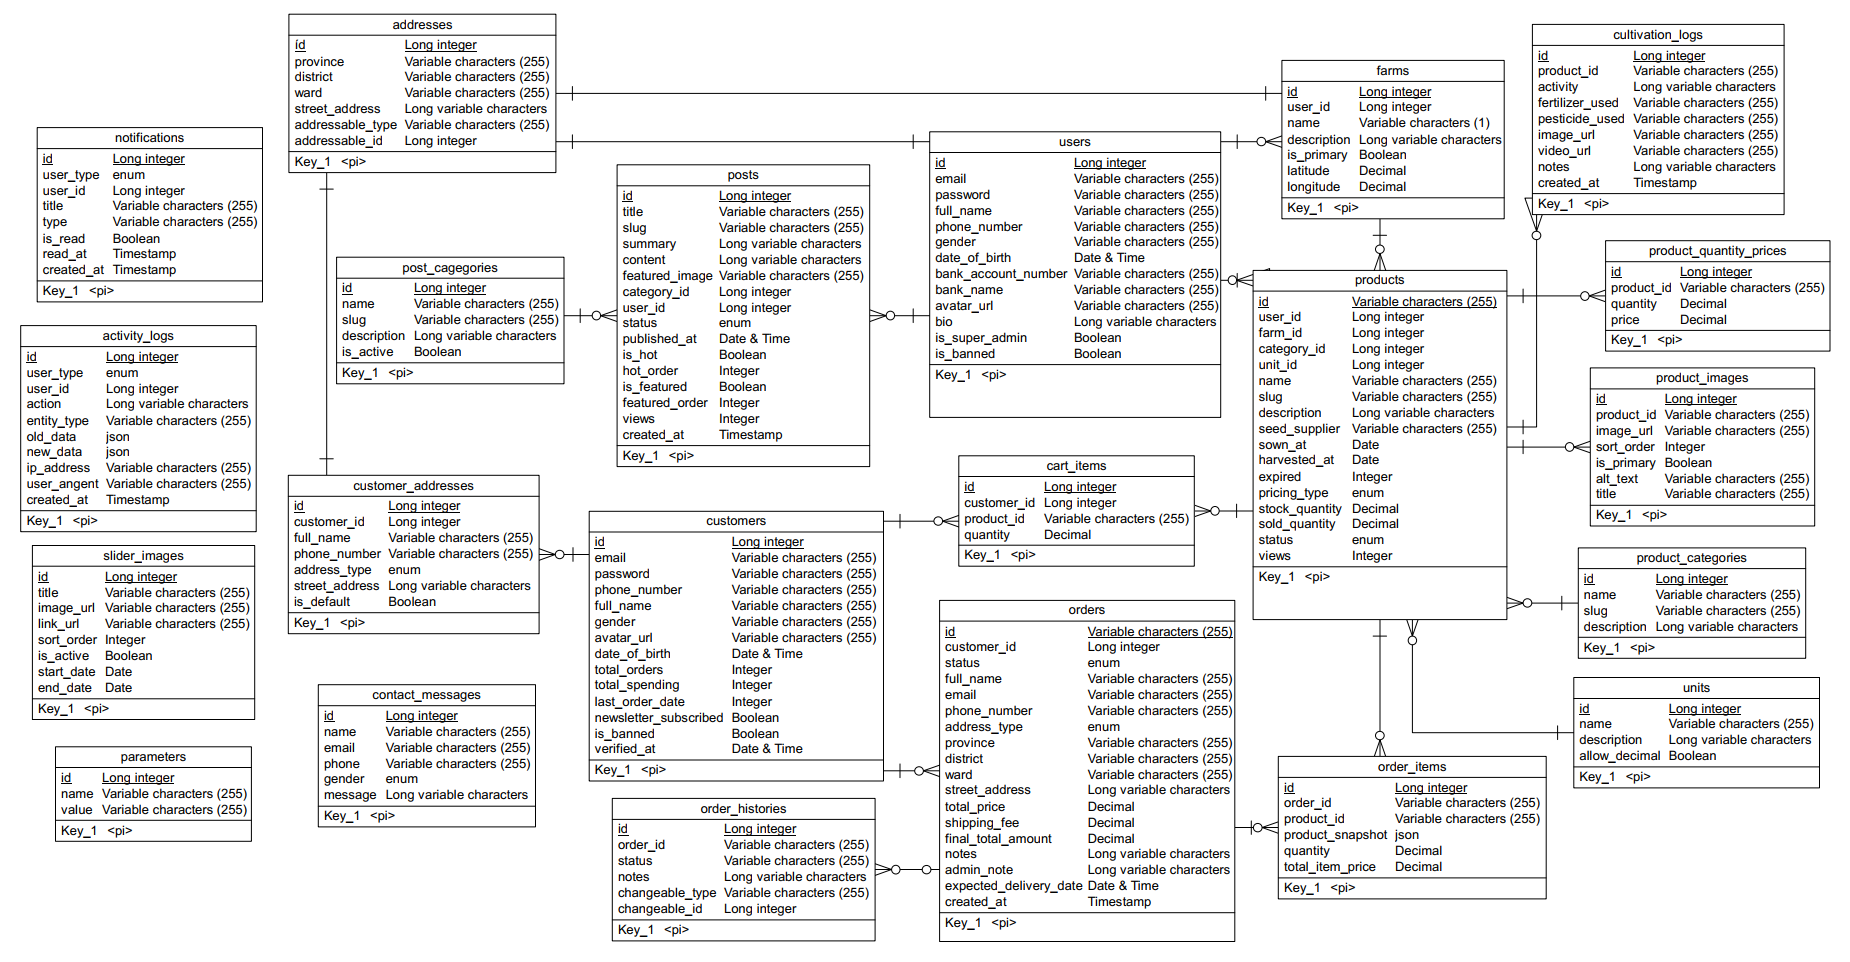 addresses
íd Long integer
province Variable characters (255)
district Variable characters (255)
ward Variable characters (255)
street_address Long variable characters
addressable_type Variable characters (255)
addressable_id Long integer
Key_1 <pi>
notifications
id Long integer
user_type enum
user_id Long integer
title Variable characters (255)
type Variable characters (255)
is_read Boolean
read_at Timestamp
created_at Timestamp
Key_1 <pi>
activity_logs
id Long integer
user_type enum
user_id Long integer
action Long variable characters
entity_type Variable characters (255)
old_data json
new_data json
ip_address Variable characters (255)
user_angent Variable characters (255)
created_at Timestamp
Key_1 <pi>
slider_images
id Long integer
title Variable characters (255)
image_url Variable characters (255)
link_url Variable characters (255)
sort_order Integer
is_active Boolean
start_date Date
end_date Date
Key_1 <pi>
parameters
id Long integer
name Variable characters (255)
value Variable characters (255)
Key_1 <pi>
post_cagegories
id Long integer
name Variable characters (255)
slug Variable characters (255)
description Long variable characters
is_active Boolean
Key_1 <pi>
customer_addresses
id Long integer
customer_id Long integer
full_name Variable characters (255)
phone_number Variable characters (255)
address_type enum
street_address Long variable characters
is_default Boolean
Key_1 <pi>
contact_messages
id Long integer
name Variable characters (255)
email Variable characters (255)
phone Variable characters (255)
gender enum
message Long variable characters
Key_1 <pi>
posts
id Long integer
title Variable characters (255)
slug Variable characters (255)
summary Long variable characters
content Long variable characters
featured_image Variable characters (255)
category_id Long integer
user_id Long integer
status enum
published_at Date & Time
is_hot Boolean
hot_order Integer
is_featured Boolean
featured_order Integer
views Integer
created_at Timestamp
Key_1 <pi>
customers
id Long integer
email Variable characters (255)
password Variable characters (255)
phone_number Variable characters (255)
full_name Variable characters (255)
gender Variable characters (255)
avatar_url Variable characters (255)
date_of_birth Date & Time
total_orders Integer
total_spending Integer
last_order_date Integer
newsletter_subscribed Boolean
is_banned Boolean
verified_at Date & Time
Key_1 <pi>
order_histories
id Long integer
order_id Variable characters (255)
status Variable characters (255)
notes Long variable characters
changeable_type Variable characters (255)
changeable_id Long integer
Key_1 <pi>
users
id Long integer
email Variable characters (255)
password Variable characters (255)
full_name Variable characters (255)
phone_number Variable characters (255)
gender Variable characters (255)
date_of_birth Date & Time
bank_account_number Variable characters (255)
bank_name Variable characters (255)
avatar_url Variable characters (255)
bio Long variable characters
is_super_admin Boolean
is_banned Boolean
Key_1 <pi>
cart_items
id Long integer
customer_id Long integer
product_id Variable characters (255)
quantity Decimal
Key_1 <pi>
orders
id Variable characters (255)
customer_id Long integer
status enum
full_name Variable characters (255)
email Variable characters (255)
phone_number Variable characters (255)
address_type enum
province Variable characters (255)
district Variable characters (255)
ward Variable characters (255)
street_address Long variable characters
total_price Decimal
shipping_fee Decimal
final_total_amount Decimal
notes Long variable characters
admin_note Long variable characters
expected_delivery_date Date & Time
created_at Timestamp
Key_1 <pi>
farms
id Long integer
user_id Long integer
name Variable characters (1)
description Long variable characters
is_primary Boolean
latitude Decimal
longitude Decimal
Key_1 <pi>
products
id Variable characters (255)
user_id Long integer
farm_id Long integer
category_id Long integer
unit_id Long integer
name Variable characters (255)
slug Variable characters (255)
description Long variable characters
seed_supplier Variable characters (255)
sown_at Date
harvested_at Date
expired Integer
pricing_type enum
stock_quantity Decimal
sold_quantity Decimal
status enum
views Integer
Key_1 <pi>
order_items
id Long integer
order_id Variable characters (255)
product_id Variable characters (255)
product_snapshot json
quantity Decimal
total_item_price Decimal
Key_1 <pi>
cultivation_logs
id Long integer
product_id Variable characters (255)
activity Long variable characters
fertilizer_used Variable characters (255)
pesticide_used Variable characters (255)
image_url Variable characters (255)
video_url Variable characters (255)
notes Long variable characters
created_at Timestamp
Key_1 <pi>
product_quantity_prices
id Long integer
product_id Variable characters (255)
quantity Decimal
price Decimal
Key_1 <pi>
product_images
id Long integer
product_id Variable characters (255)
image_url Variable characters (255)
sort_order Integer
is_primary Boolean
alt_text Variable characters (255)
title Variable characters (255)
Key_1 <pi>
product_categories
id Long integer
name Variable characters (255)
slug Variable characters (255)
description Long variable characters
Key_1 <pi>
units
id Long integer
name Variable characters (255)
description Long variable characters
allow_decimal Boolean
Key_1 <pi>